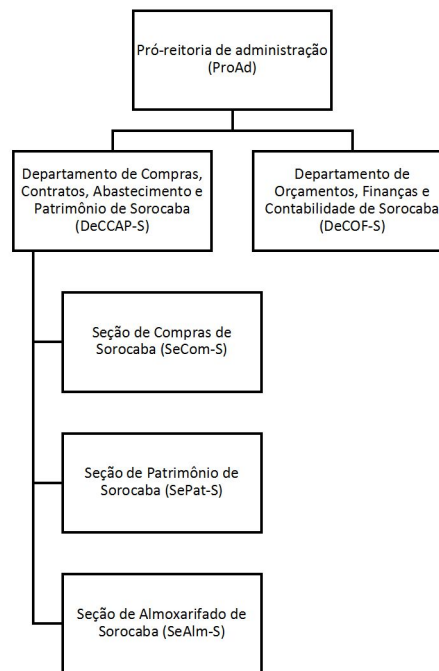 Pró-reitoria de administração
(ProAd)
Departamento de Compras,
Contratos, Abastecimento e
Patrimônio de Sorocaba
(DeCCAP-S)
Departamento de
Orçamentos, Finanças e
Contabilidade de Sorocaba
(DeCOF-S)
Seção de Compras de
Sorocaba (SeCom-S)
Seção de Patrimônio de
Sorocaba (SePat-S)
Seção de Almoxarifado de
Sorocaba (SeAlm-S)